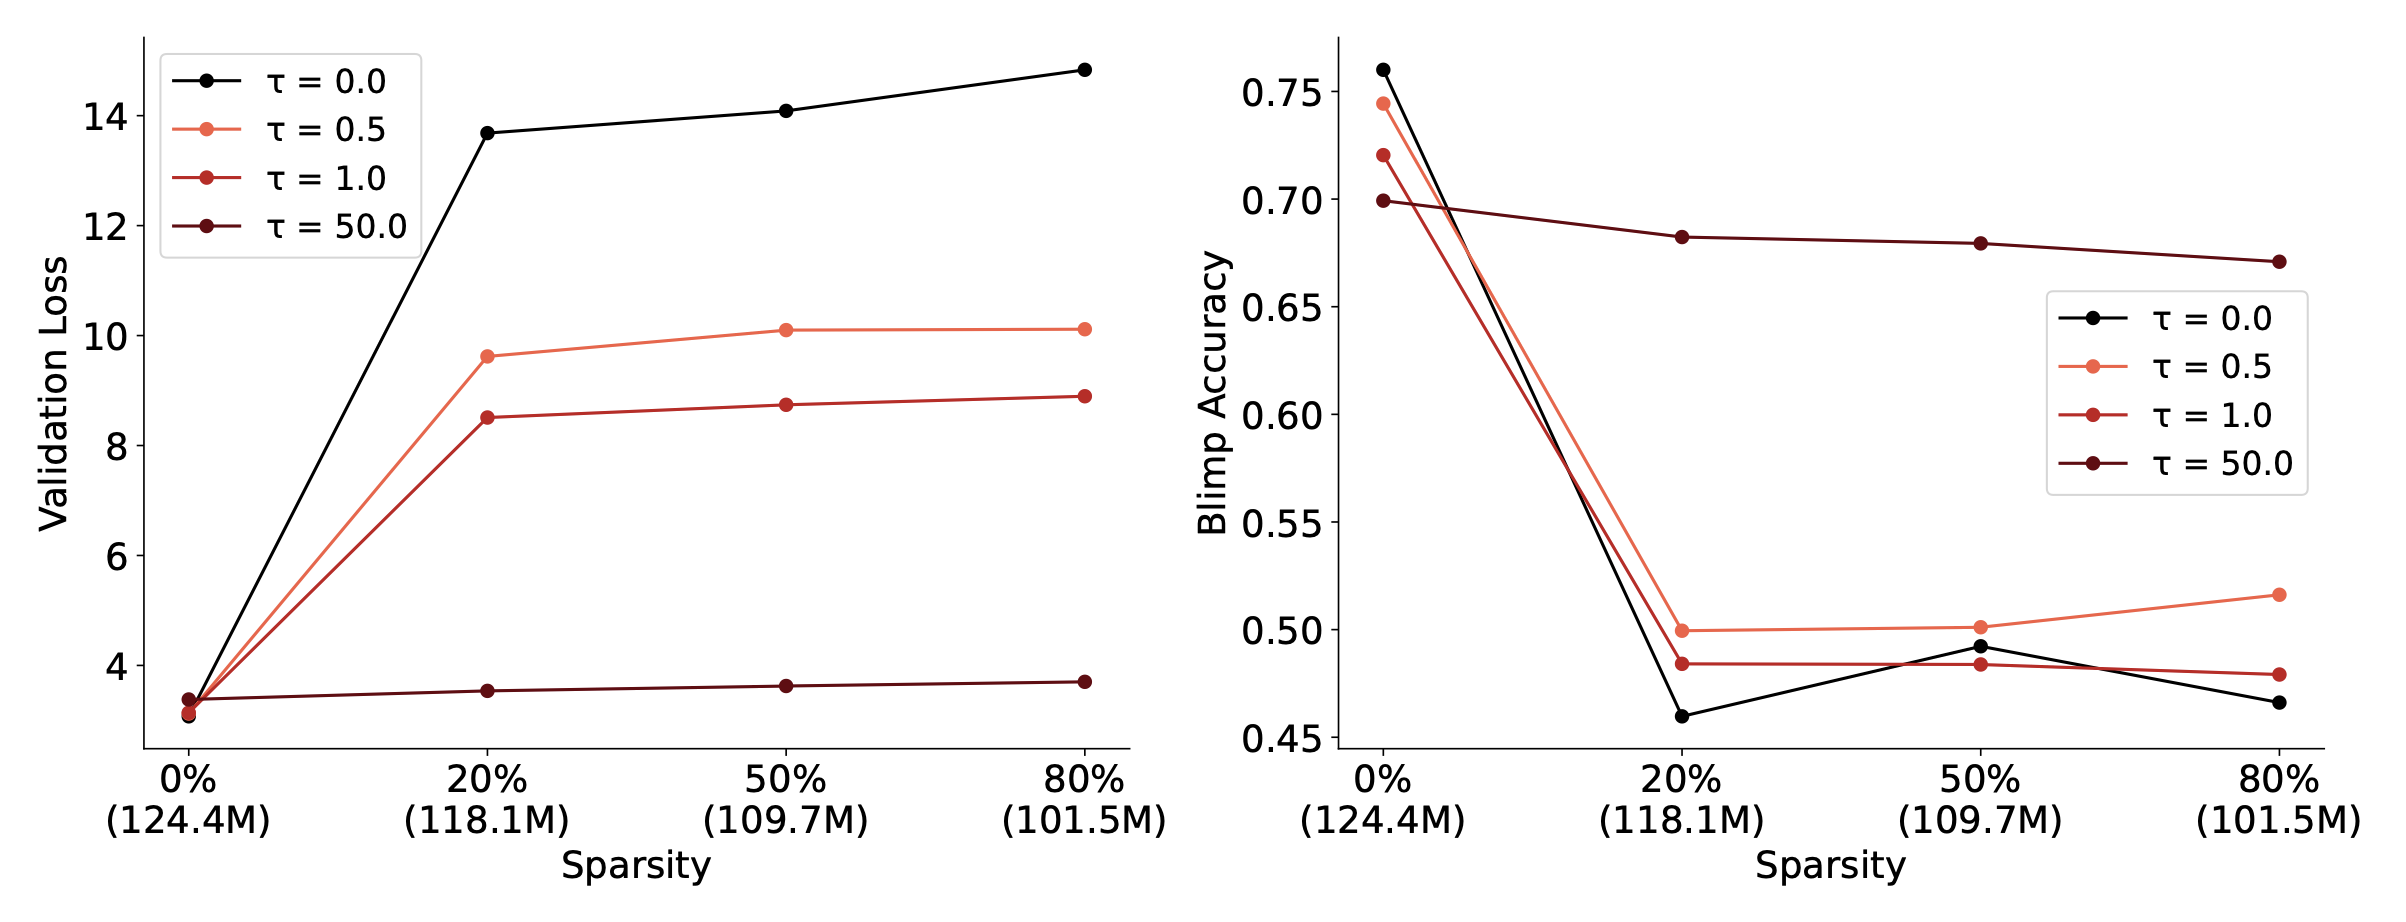 τ = 0.0
τ = 0.5
τ = 1.0
τ = 50.0
Validation Loss
14
12
10
8
6
4
0% 20% 50% 80%
(124.4M) (118.1M) (109.7M) (101.5M)
Sparsity
Blimp Accuracy
0.75
0.70
0.65
0.60
0.55
0.50
0.45
τ = 0.0
τ = 0.5
τ = 1.0
τ = 50.0
0% 20% 50% 80%
(124.4M) (118.1M) (109.7M) (101.5M)
Sparsity